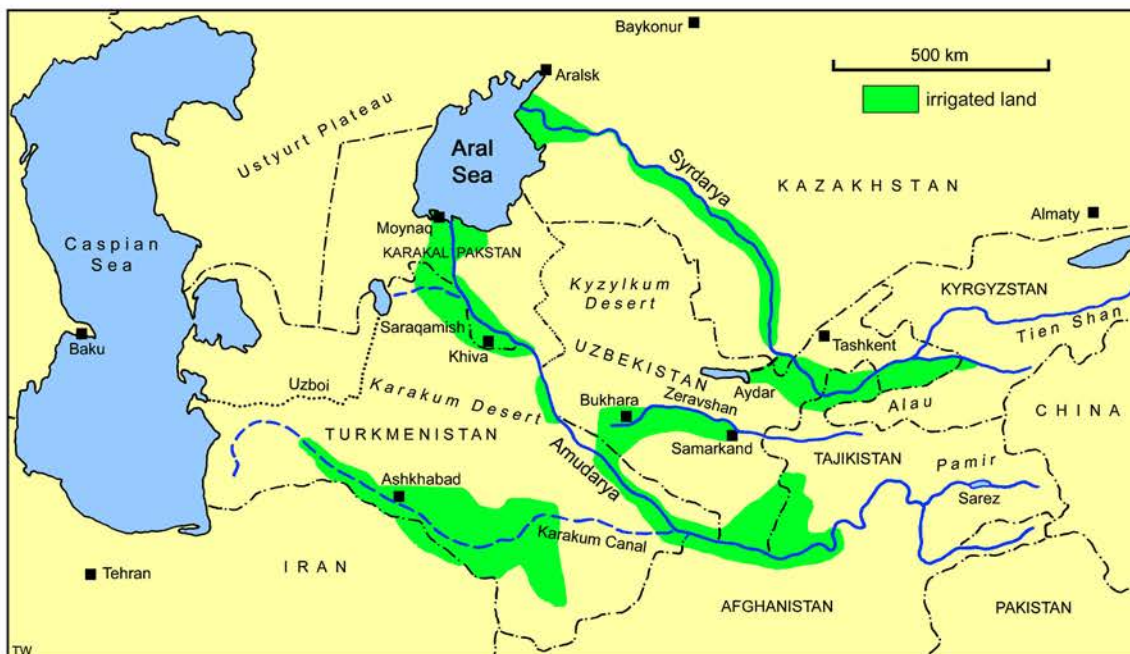 Baykonur
500 km
irrigated land
Aralsk
Ustyurt Plateau
Aral
Sea
Syrdarya
KAZAKHSTAN
Almaty
Moynaq
KARAKALPAKSTAN
Caspian
Sea
Kyzylkum
Desert
KYRGYZSTAN
Tien Shan
Saraqamish
Khiva
Tashkent
Baku
UZBEKISTAN
Aydar
Uzboi
Karakum Desert
Bukhara
Zeravshan
Alau
CHINA
Samarkand
TURKMENISTAN
Amudarya
TAJIKISTAN
Pamir
Sarez
Ashkhabad
Karakum Canal
IRAN
Tehran
AFGHANISTAN
PAKISTAN
TW